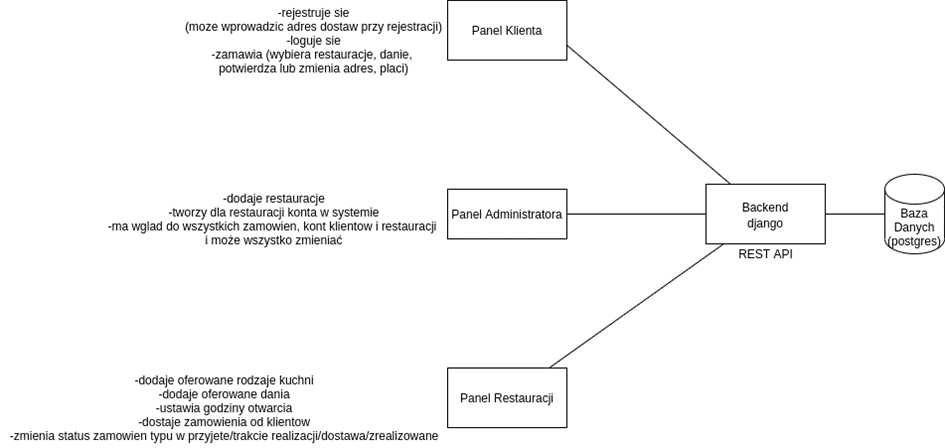 -rejestruje sie
(moze wprowadzic adres dostaw przy rejestracji)
-loguje sie
-zamawia (wybiera restauracje, danie,
potwierdza lub zmienia adres, placi)
Panel Klienta
-dodaje restauracje
-tworzy dla restauracji konta w systemie
-ma wglad do wszystkich zamowien, kont klientow i restauracji
i może wszystko zmieniać
Panel Administratora
Backend
django
REST API
Baza
Danych
(postgres)
-dodaje oferowane rodzaje kuchni
-dodaje oferowane dania
-ustawia godziny otwarcia
-dostaje zamowienia od klientow
-zmienia status zamowien typu w przyjete/trakcie realizacji/dostawa/zrealizowane
Panel Restauracji